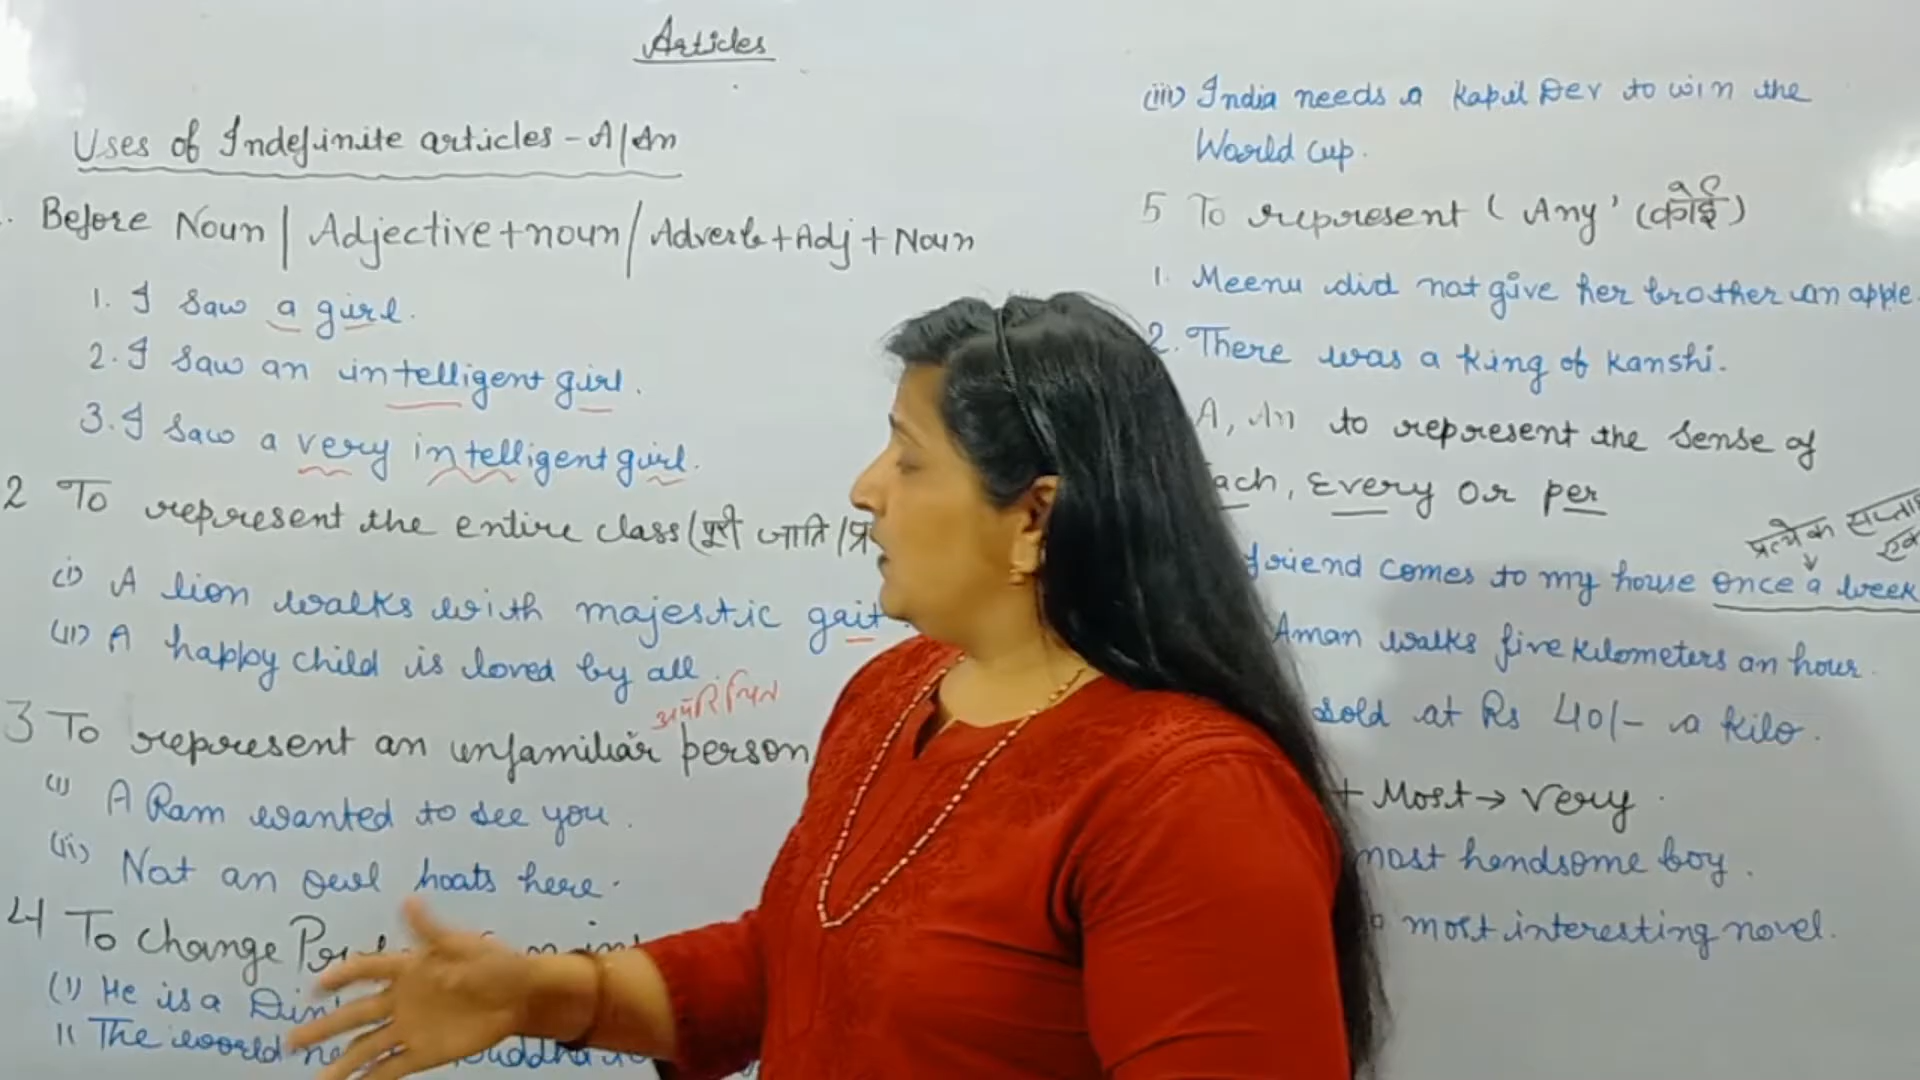 Articles
Uses of Indefinite articles - A/An
Before Noun | Adjective+noun / Adverb+Adj+Noun
1. I saw a girl.
2. I saw an intelligent girl.
3. I saw a very intelligent girl.
2 To represent the entire class (पूरी जाति /
(i) A lion walks with majestic gait.
(ii) A happy child is loved by all.
अपरिचित
3 To represent an unfamiliar person
(i) A Ram wanted to see you.
(ii) Not an owl hoots here.
4 To change
(i) He is a
11 The world
(iii) India needs a Kapil Dev to win the
World Cup.
5 To represent ( Any' (कोई)
1. Meenu did not give her brother an apple.
2. There was a king of Kanshi.
A, An to represent the sense of
ach, Every or per
प्रत्येक
friend comes to my house once a week
Aman walks five kilometers an hour.
sold at Rs 40/- a kilo.
+ Most → Very
most handsome boy.
most interesting novel.